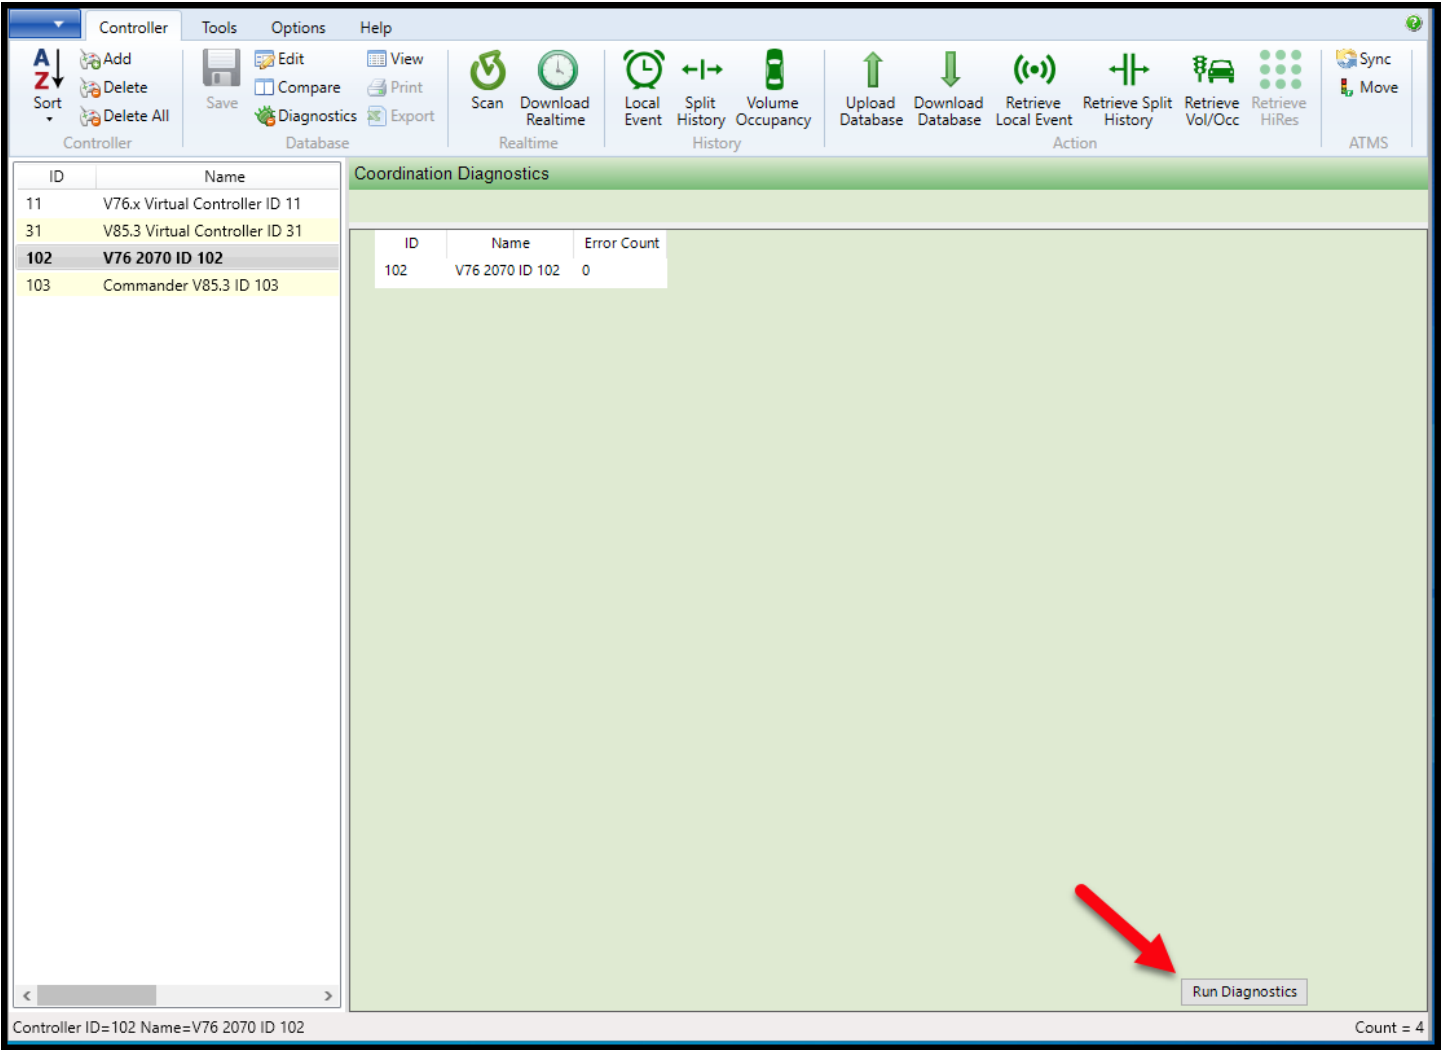 Controller Tools Options Help
A
Z
Sort
Add
Delete
Delete All
Controller
Save
Edit
Compare
Diagnostics
View
Print
Export
Database
Scan
Download
Realtime
Realtime
Local
Event
Split
History
Volume
Occupancy
History
Upload
Database
Download
Database
Retrieve
Local Event
Retrieve Split
History
Retrieve
Vol/Occ
Retrieve
HiRes
Action
Sync
Move
ATMS
ID Name
11 V76.x Virtual Controller ID 11
31 V85.3 Virtual Controller ID 31
102 V76 2070 ID 102
103 Commander V85.3 ID 103
Coordination Diagnostics
ID Name Error Count
102 V76 2070 ID 102 0
Run Diagnostics
Controller ID=102 Name=V76 2070 ID 102
Count = 4